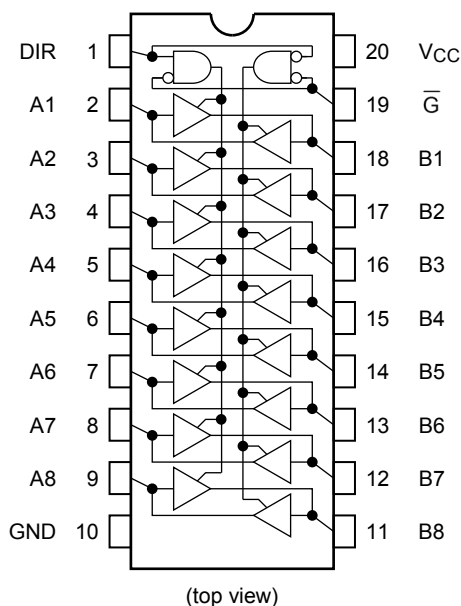 DIR 1 20 VCC
A1 2 19 G̅
A2 3 18 B1
A3 4 17 B2
A4 5 16 B3
A5 6 15 B4
A6 7 14 B5
A7 8 13 B6
A8 9 12 B7
GND 10 11 B8
(top view)